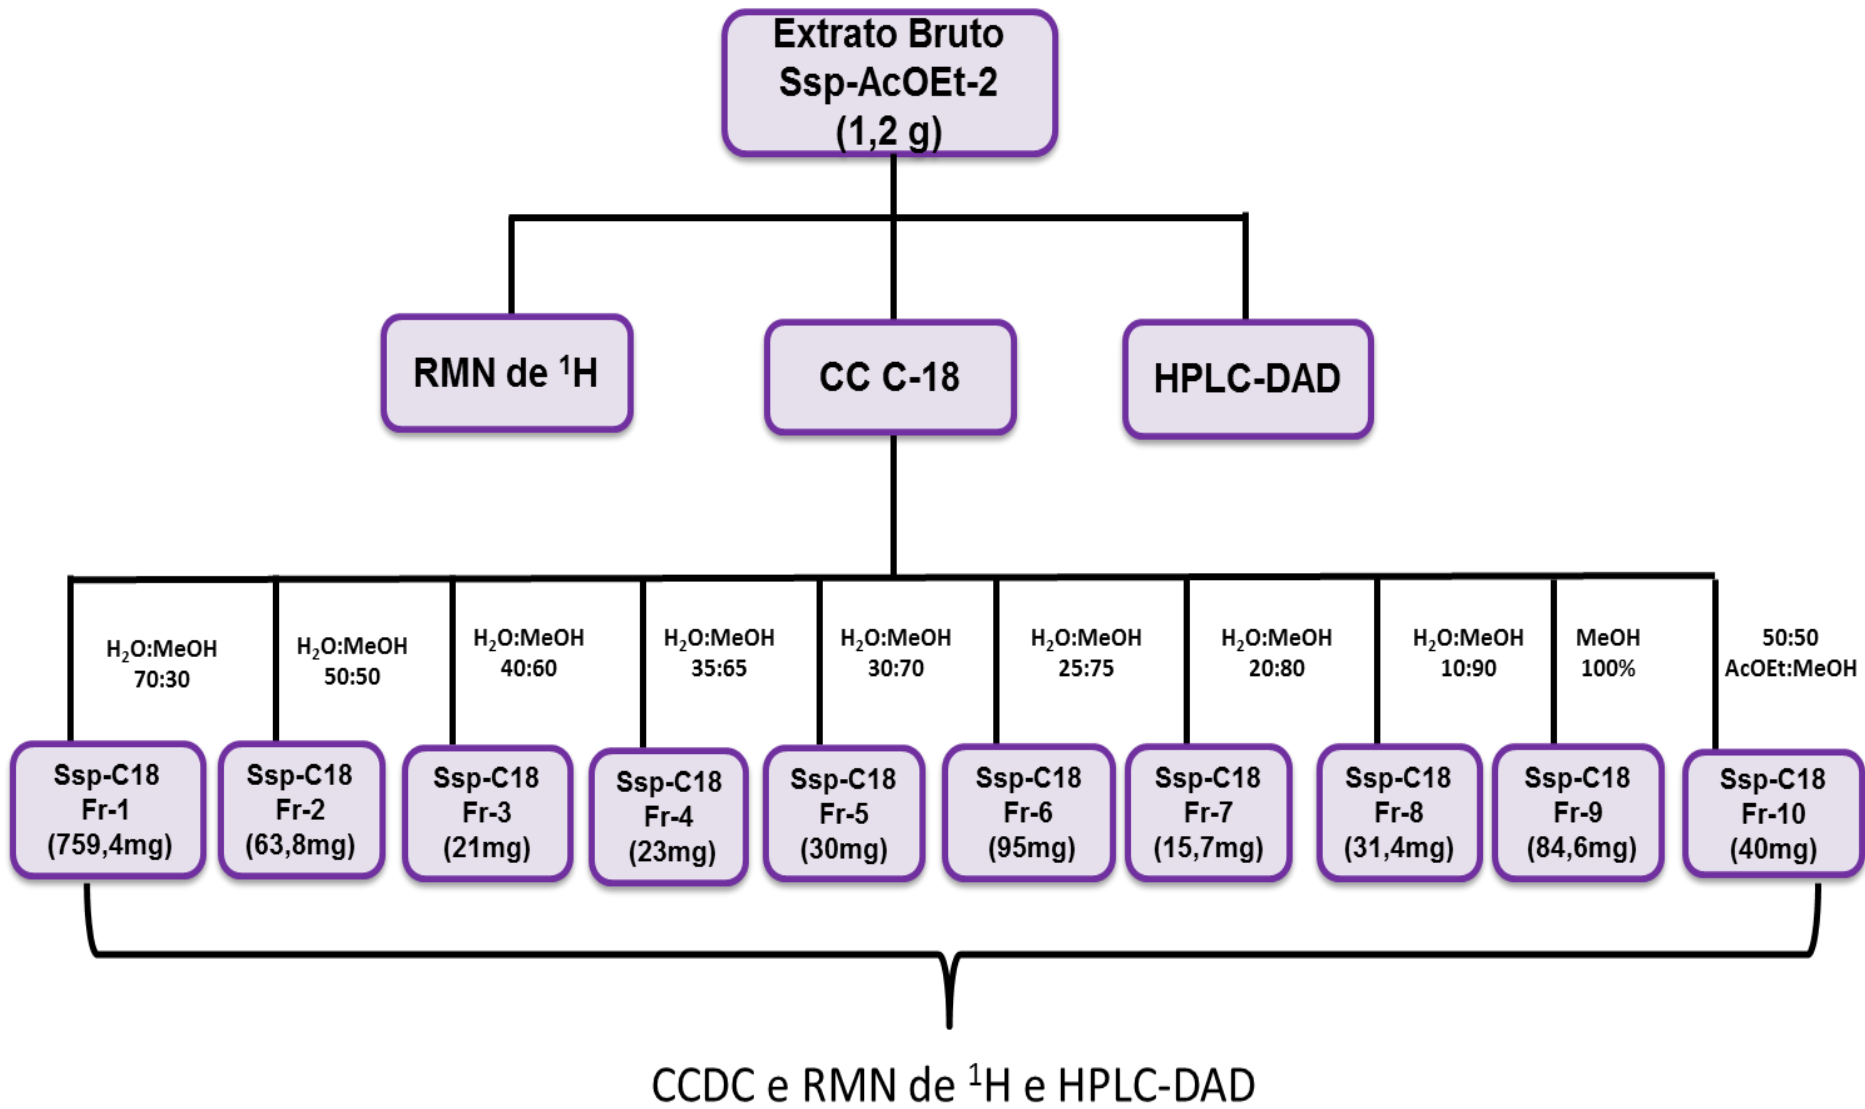 Extrato Bruto
Ssp-AcOEt-2
(1,2 g)
RMN de ¹H
CC C-18
HPLC-DAD
H₂O:MeOH
70:30
H₂O:MeOH
50:50
H₂O:MeOH
40:60
H₂O:MeOH
35:65
H₂O:MeOH
30:70
H₂O:MeOH
25:75
H₂O:MeOH
20:80
H₂O:MeOH
10:90
MeOH
100%
50:50
AcOEt:MeOH
Ssp-C18
Fr-1
(759,4mg)
Ssp-C18
Fr-2
(63,8mg)
Ssp-C18
Fr-3
(21mg)
Ssp-C18
Fr-4
(23mg)
Ssp-C18
Fr-5
(30mg)
Ssp-C18
Fr-6
(95mg)
Ssp-C18
Fr-7
(15,7mg)
Ssp-C18
Fr-8
(31,4mg)
Ssp-C18
Fr-9
(84,6mg)
Ssp-C18
Fr-10
(40mg)
CCDC e RMN de ¹H e HPLC-DAD